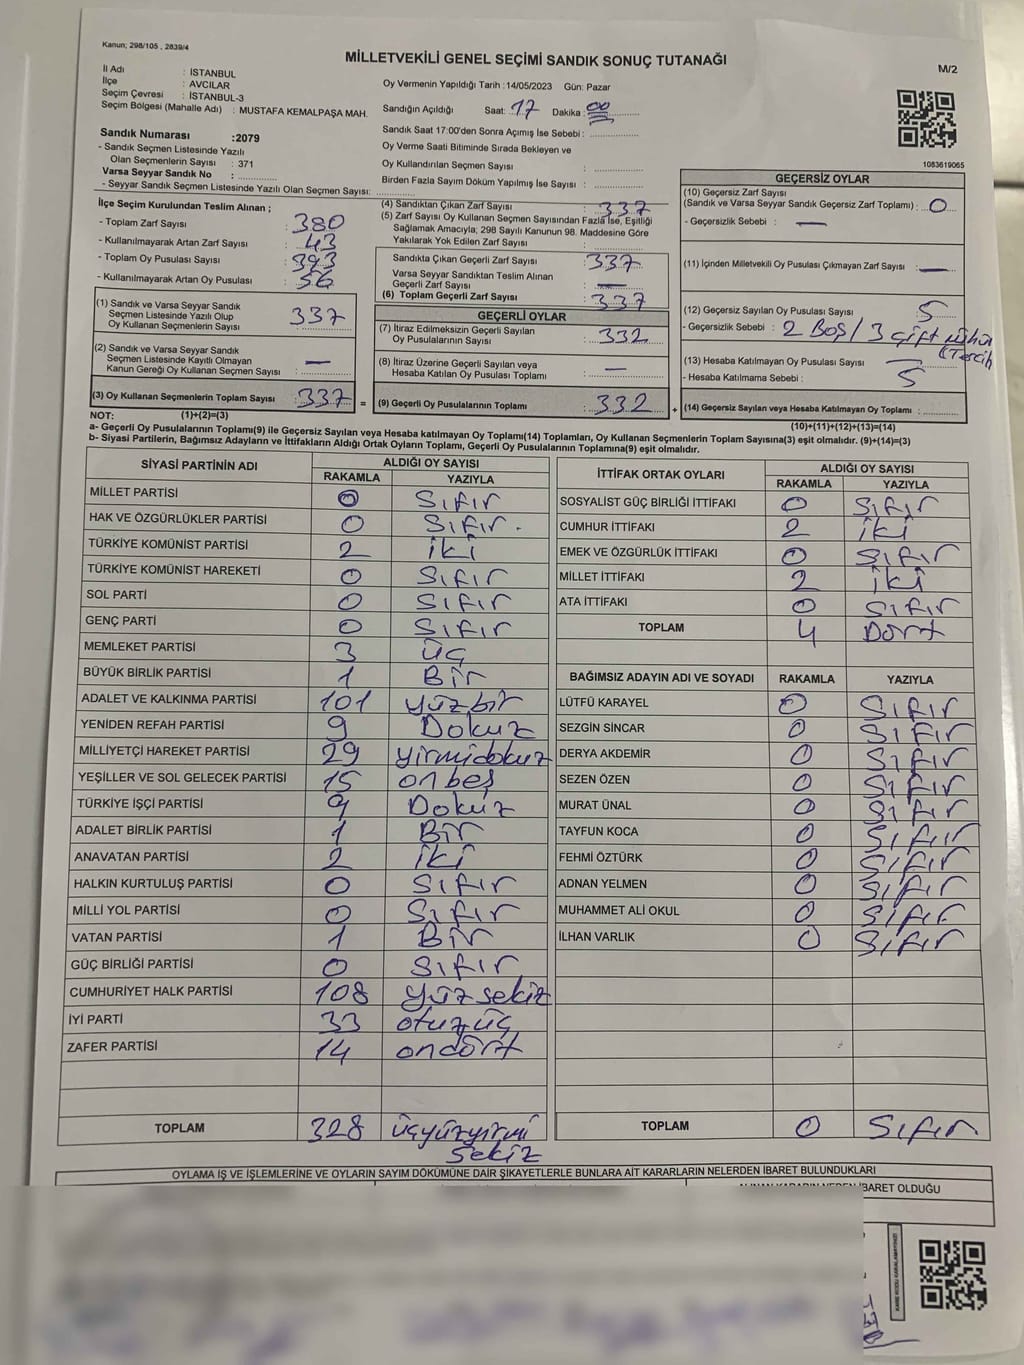 Kanun; 298/105 , 2839/4
MİLLETVEKİLİ GENEL SEÇİMİ SANDIK SONUÇ TUTANAĞI
M/2
İl Adı : İSTANBUL
İlçe : AVCILAR
Seçim Çevresi : İSTANBUL-3
Seçim Bölgesi (Mahalle Adı) : MUSTAFA KEMALPAŞA MAH.
Sandık Numarası :2079
- Sandık Seçmen Listesinde Yazılı
Olan Seçmenlerin Sayısı : 371
Varsa Seyyar Sandık No :
- Seyyar Sandık Seçmen Listesinde Yazılı Olan Seçmen Sayısı:
Oy Vermenin Yapıldığı Tarih :14/05/2023 Gün: Pazar
Sandığın Açıldığı Saat: 17 Dakika: 00
Sandık Saat 17:00'den Sonra Açımış İse Sebebi :
Oy Verme Saati Bitiminde Sırada Bekleyen ve
Oy Kullandırılan Seçmen Sayısı :
Birden Fazla Sayım Döküm Yapılmış İse Sayısı :
1083619065
İlçe Seçim Kurulundan Teslim Alınan ;
- Toplam Zarf Sayısı : 380
- Kullanılmayarak Artan Zarf Sayısı : 43
- Toplam Oy Pusulası Sayısı : 393
- Kullanılmayarak Artan Oy Pusulası : 56
(1) Sandık ve Varsa Seyyar Sandık
Seçmen Listesinde Yazılı Olup
Oy Kullanan Seçmenlerin Sayısı : 337
(2) Sandık ve Varsa Seyyar Sandık
Seçmen Listesinde Kayıtlı Olmayan
Kanun Gereği Oy Kullanan Seçmen Sayısı : —
(3) Oy Kullanan Seçmenlerin Toplam Sayısı : 337 =
(4) Sandıktan Çıkan Zarf Sayısı : 337
(5) Zarf Sayısı Oy Kullanan Seçmen Sayısından Fazla İse, Eşitliği
Sağlamak Amacıyla; 298 Sayılı Kanunun 98. Maddesine Göre
Yakılarak Yok Edilen Zarf Sayısı :
Sandıkta Çıkan Geçerli Zarf Sayısı : 337
Varsa Seyyar Sandıktan Teslim Alınan
Geçerli Zarf Sayısı : —
(6) Toplam Geçerli Zarf Sayısı : 337
GEÇERLİ OYLAR
(7) İtiraz Edilmeksizin Geçerli Sayılan
Oy Pusulalarının Sayısı : 332
(8) İtiraz Üzerine Geçerli Sayılan veya
Hesaba Katılan Oy Pusulası Toplamı : —
(9) Geçerli Oy Pusulalarının Toplamı : 332 +
GEÇERSİZ OYLAR
(10) Geçersiz Zarf Sayısı
(Sandık ve Varsa Seyyar Sandık Geçersiz Zarf Toplamı) : 0
- Geçersizlik Sebebi : —
(11) İçinden Milletvekili Oy Pusulası Çıkmayan Zarf Sayısı : —
(12) Geçersiz Sayılan Oy Pusulası Sayısı : 5
- Geçersizlik Sebebi : 2 Boş / 3 çift mühür
(Tercih
(13) Hesaba Katılmayan Oy Pusulası Sayısı : —
- Hesaba Katılmama Sebebi : 5
(14) Geçersiz Sayılan veya Hesaba Katılmayan Oy Toplamı :
NOT: (1)+(2)=(3)
(10)+(11)+(12)+(13)=(14)
a- Geçerli Oy Pusulalarının Toplamı(9) ile Geçersiz Sayılan veya Hesaba katılmayan Oy Toplamı(14) Toplamları, Oy Kullanan Seçmenlerin Toplam Sayısına(3) eşit olmalıdır. (9)+(14)=(3)
b- Siyasi Partilerin, Bağımsız Adayların ve İttifakların Aldığı Ortak Oyların Toplamı, Geçerli Oy Pusulalarının Toplamına(9) eşit olmalıdır.
SİYASİ PARTİNİN ADI ALDIĞI OY SAYISI
RAKAMLA YAZIYLA
MİLLET PARTİSİ 0 Sıfır
HAK VE ÖZGÜRLÜKLER PARTİSİ 0 Sıfır.
TÜRKİYE KOMÜNİST PARTİSİ 2 iki
TÜRKİYE KOMÜNİST HAREKETİ 0 Sıfır
SOL PARTİ 0 Sıfır
GENÇ PARTİ 0 Sıfır
MEMLEKET PARTİSİ 3 üç
BÜYÜK BİRLİK PARTİSİ 1 Bir
ADALET VE KALKINMA PARTİSİ 101 yüzbir
YENİDEN REFAH PARTİSİ 9 Dokuz
MİLLİYETÇİ HAREKET PARTİSİ 29 yirmidokuz
YEŞİLLER VE SOL GELECEK PARTİSİ 15 onbeş
TÜRKİYE İŞÇİ PARTİSİ 9 Dokuz
ADALET BİRLİK PARTİSİ 1 Bir
ANAVATAN PARTİSİ 2 iki
HALKIN KURTULUŞ PARTİSİ 0 Sıfır
MİLLİ YOL PARTİSİ 0 Sıfır
VATAN PARTİSİ 1 Bir
GÜÇ BİRLİĞİ PARTİSİ 0 Sıfır
CUMHURİYET HALK PARTİSİ 108 yüzsekiz
İYİ PARTİ 33 otuzüç
ZAFER PARTİSİ 14 ondört
TOPLAM 328 üçyüzyirmi
sekiz
İTTİFAK ORTAK OYLARI ALDIĞI OY SAYISI
RAKAMLA YAZIYLA
SOSYALIST GÜÇ BİRLİĞİ İTTİFAKI 0 Sıfır
CUMHUR İTTİFAKI 2 iki
EMEK VE ÖZGÜRLÜK İTTİFAKI 0 Sıfır
MİLLET İTTİFAKI 2 iki
ATA İTTİFAKI 0 Sıfır
TOPLAM 4 Dört
BAĞIMSIZ ADAYIN ADI VE SOYADI RAKAMLA YAZIYLA
LÜTFÜ KARAYEL 0 Sıfır
SEZGİN SİNCAR 0 Sıfır
DERYA AKDEMİR 0 Sıfır
SEZEN ÖZEN 0 Sıfır
MURAT ÜNAL 0 Sıfır
TAYFUN KOCA 0 Sıfır
FEHMİ ÖZTÜRK 0 Sıfır
ADNAN YELMEN 0 Sıfır
MUHAMMET ALİ OKUL 0 Sıfır
İLHAN VARLIK 0 Sıfır
TOPLAM 0 Sıfır
OYLAMA İŞ VE İŞLEMLERİNE VE OYLARIN SAYIM DÖKÜMÜNE DAİR ŞİKAYETLERLE BUNLARA AİT KARARLARIN NELERDEN İBARET BULUNDUKLARI
İBARET OLDUĞU